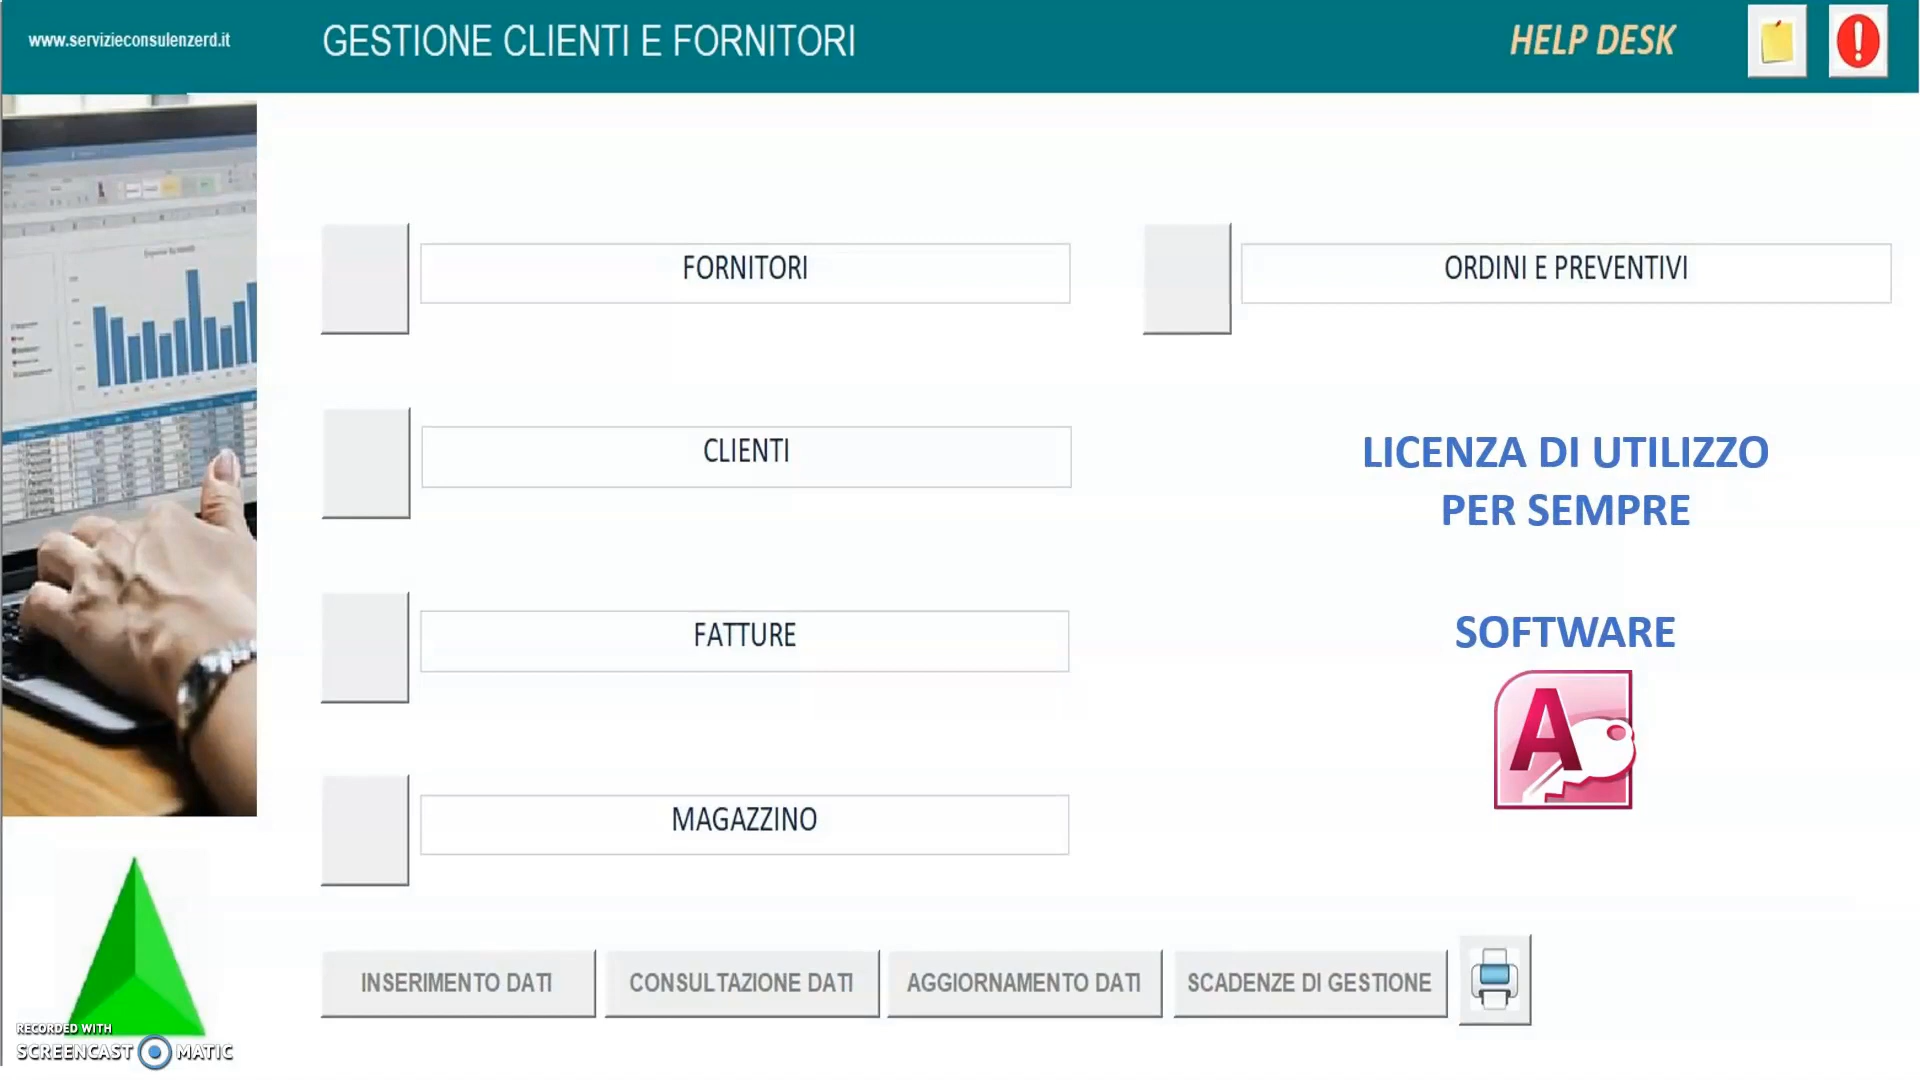 www.servizieconsulenzerd.it
GESTIONE CLIENTI E FORNITORI
HELP DESK
FORNITORI
ORDINI E PREVENTIVI
CLIENTI
LICENZA DI UTILIZZO
PER SEMPRE
FATTURE
SOFTWARE
A
MAGAZZINO
INSERIMENTO DATI
CONSULTAZIONE DATI
AGGIORNAMENTO DATI
SCADENZE DI GESTIONE
RECORDED WITH
SCREENCAST MATIC